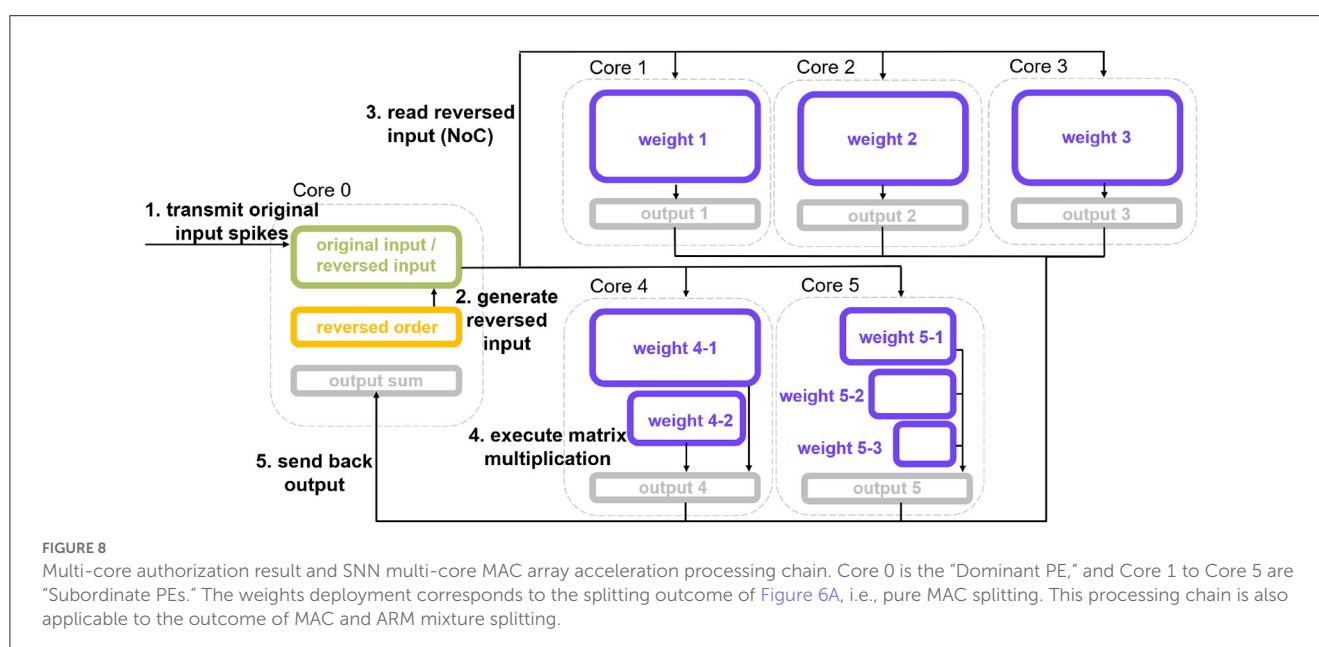 Core 1
Core 2
Core 3
3. read reversed
input (NoC)
weight 1
weight 2
weight 3
Core 0
1. transmit original
input spikes
output 1
output 2
output 3
original input /
reversed input
Core 4
Core 5
2. generate
reversed
input
reversed order
weight 4-1
weight 5-1
output sum
weight 5-2
weight 4-2
4. execute matrix
multiplication
weight 5-3
5. send back
output
output 4
output 5
FIGURE 8
Multi-core authorization result and SNN multi-core MAC array acceleration processing chain. Core 0 is the "Dominant PE," and Core 1 to Core 5 are
"Subordinate PEs." The weights deployment corresponds to the splitting outcome of Figure 6A, i.e., pure MAC splitting. This processing chain is also
applicable to the outcome of MAC and ARM mixture splitting.